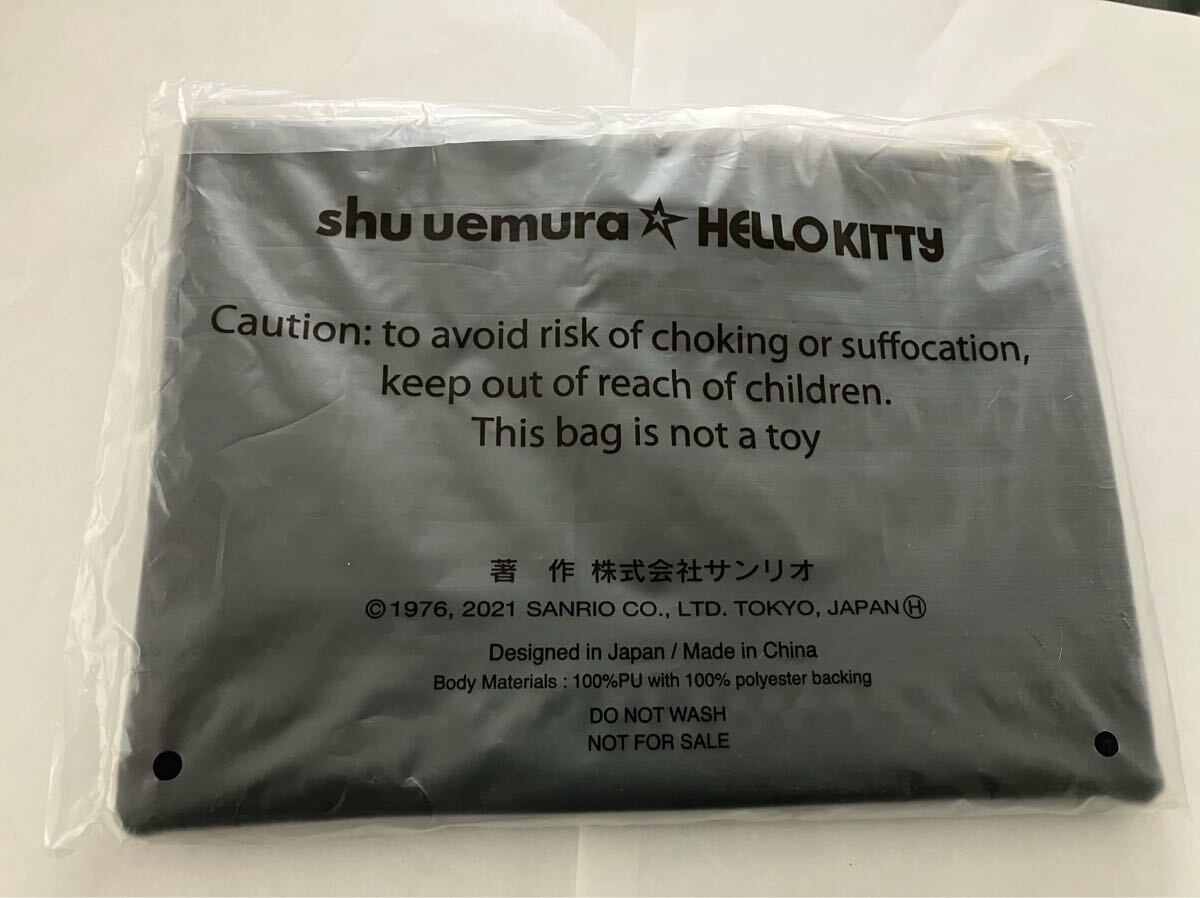 shu uemura ☆ HELLO KITTY
Caution: to avoid risk of choking or suffocation,
keep out of reach of children.
This bag is not a toy
著 作 株式会社サンリオ
©1976, 2021 SANRIO CO., LTD. TOKYO, JAPAN Ⓗ
Designed in Japan / Made in China
Body Materials : 100%PU with 100% polyester backing
DO NOT WASH
NOT FOR SALE